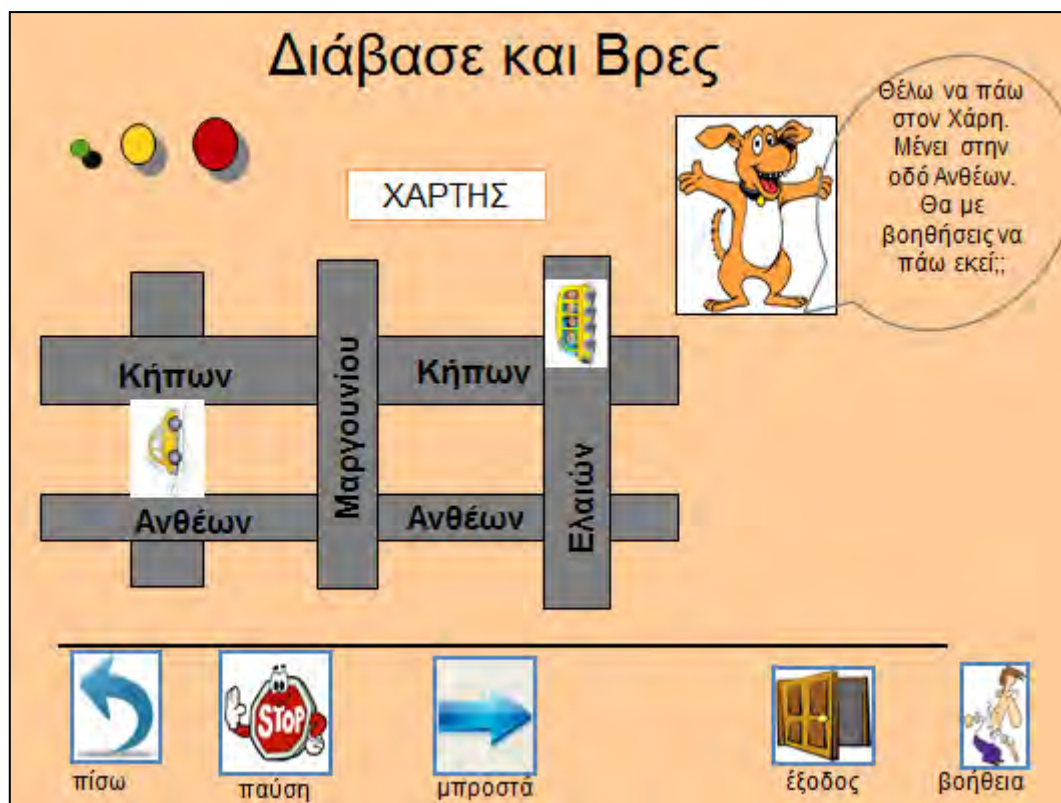 Διάβασε και Βρες
Θέλω να πάω
στον Χάρη.
Μένει στην
οδό Ανθέων.
Θα με
βοηθήσεις να
πάω εκεί;;
ΧΑΡΤΗΣ
Κήπων
Μαργουνίου
Κήπων
Ελαιών
Ανθέων
Ανθέων
STOP
πίσω
παύση
μπροστά
έξοδος
βοήθεια